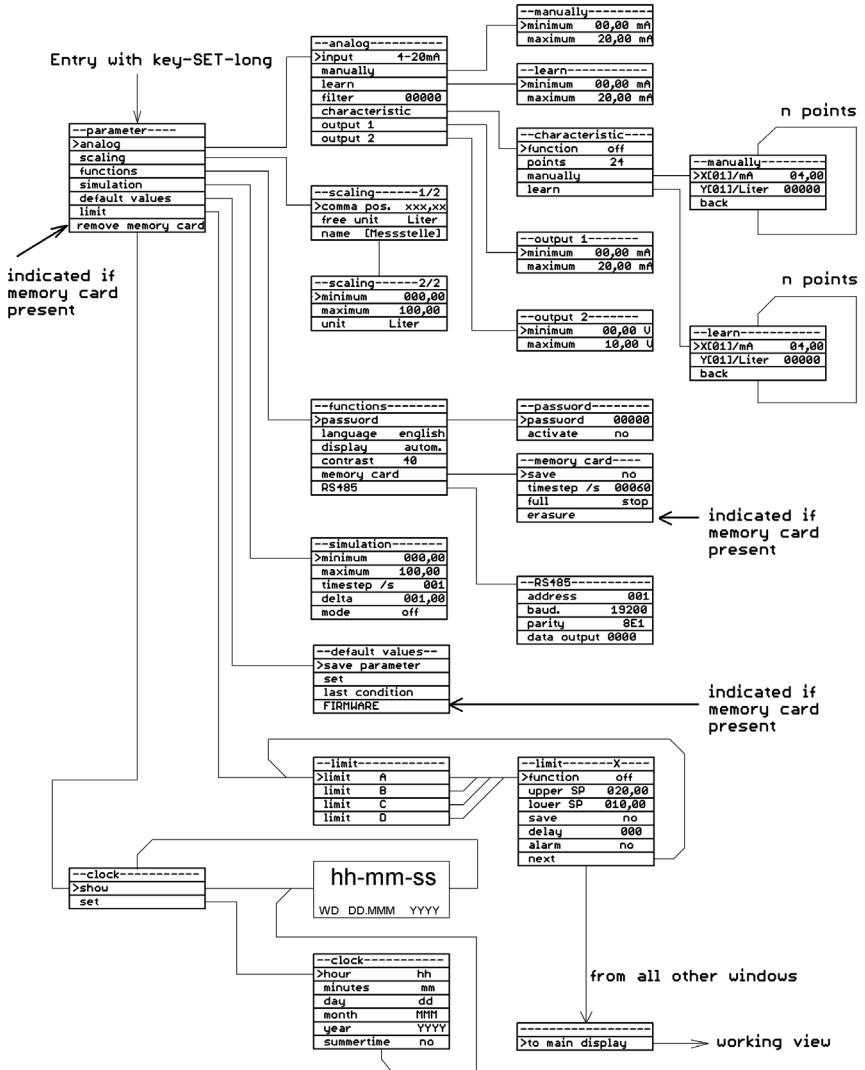 Entry with key-SET-long
--parameter----
>analog
scaling
functions
simulation
default values
limit
remove memory card
indicated if
memory card
present
--analog-----------
>input 4-20mA
manually
learn
filter 00000
characteristic
output 1
output 2
--manually--------
>minimum 00,00 mA
maximum 20,00 mA
--learn------------
>minimum 00,00 mA
maximum 20,00 mA
--characteristic----
>function off
points 24
manually
learn
n points
--manually---------
>X[01]/mA 04,00
Y[01]/Liter 00000
back
--scaling------1/2
>comma pos. xxx,xx
free unit Liter
name [Messstelle]
--scaling------2/2
>minimum 000,00
maximum 100,00
unit Liter
--output 1---------
>minimum 00,00 mA
maximum 20,00 mA
--output 2-------
>minimum 00,00 V
maximum 10,00 V
n points
--learn------------
>X[01]/mA 04,00
Y[01]/Liter 00000
back
--functions--------
>password
language english
display autom.
contrast 40
memory card
RS485
--password--------
>password 00000
activate no
--memory card----
>save no
timestep /s 00060
full stop
erasure
indicated if
memory card
present
--simulation-------
>minimum 000,00
maximum 100,00
timestep /s 001
delta 001,00
mode off
--RS485-----------
address 001
baud. 19200
parity 8E1
data output 0000
--default values--
>save parameter
set
last condition
FIRMWARE
indicated if
memory card
present
--limit------------
>limit A
limit B
limit C
limit D
--limit-------X----
>function off
upper SP 020,00
lower SP 010,00
save no
delay 000
alarm no
next
--clock------------
>show
set
hh-mm-ss
WD DD.MMM YYYY
--clock-----------
>hour hh
minutes mm
day dd
month MMM
year YYYY
summertime no
from all other windows
------------------
>to main display
working view